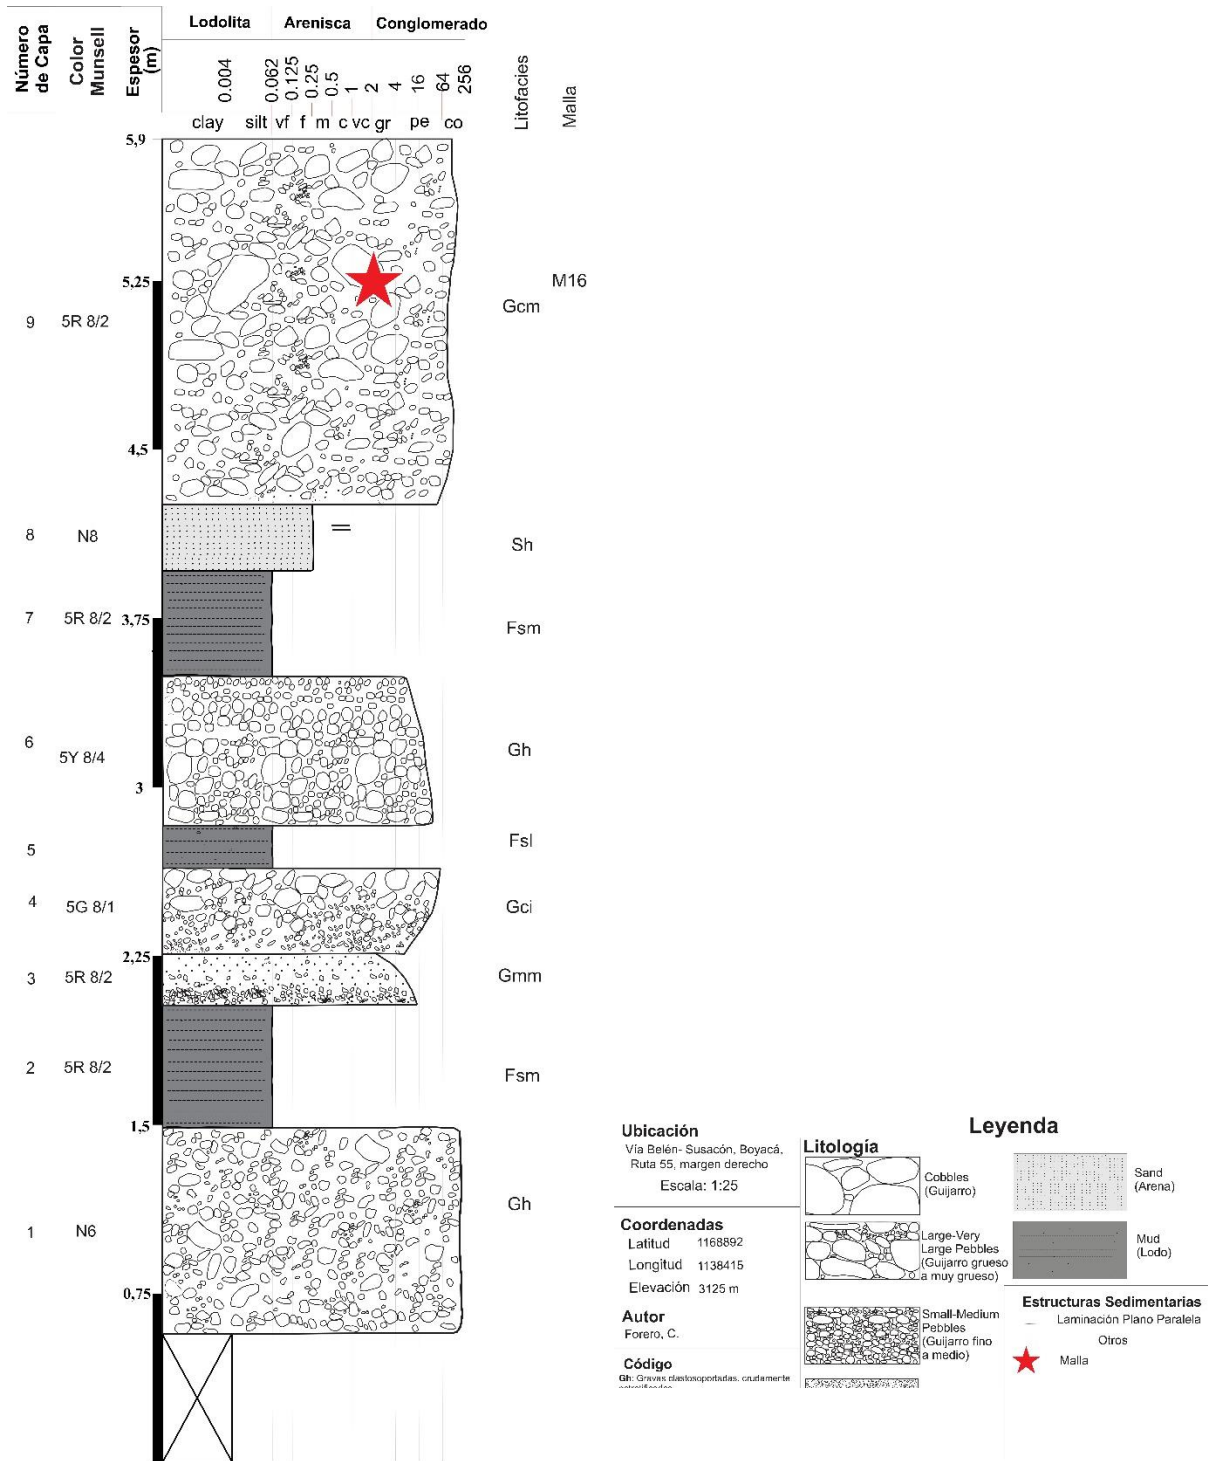 Número
de Capa
Color
Munsell
Espesor
(m)
Lodolita
Arenisca
Conglomerado
0.004
0.062
0.125
0.25
0.5
1
2
4
16
64
256
clay
silt
vf
f
m
c
vc
gr
pe
co
Litofacies
Malla
5,9
5,25
M16
9
5R 8/2
Gcm
4,5
8
N8
Sh
7
5R 8/2
3,75
Fsm
6
5Y 8/4
Gh
3
5
Fsl
4
5G 8/1
Gci
2,25
3
5R 8/2
Gmm
2
5R 8/2
Fsm
1,5
1
N6
Gh
0.75
Ubicación
Vía Belén- Susacón, Boyacá,
Ruta 55, margen derecho
Escala: 1:25
Coordenadas
Latitud 1168892
Longitud 1138415
Elevación 3125 m
Autor
Forero, C.
Código
Gh: Gravas clastosoportadas, crudamente
Leyenda
Litología
Cobbles
(Guijarro)
Large-Very
Large Pebbles
(Guijarro grueso
a muy grueso)
Small-Medium
Pebbles
(Guijarro fino
a medio)
Sand
(Arena)
Mud
(Lodo)
Estructuras Sedimentarias
Laminación Plano Paralela
Otros
Malla